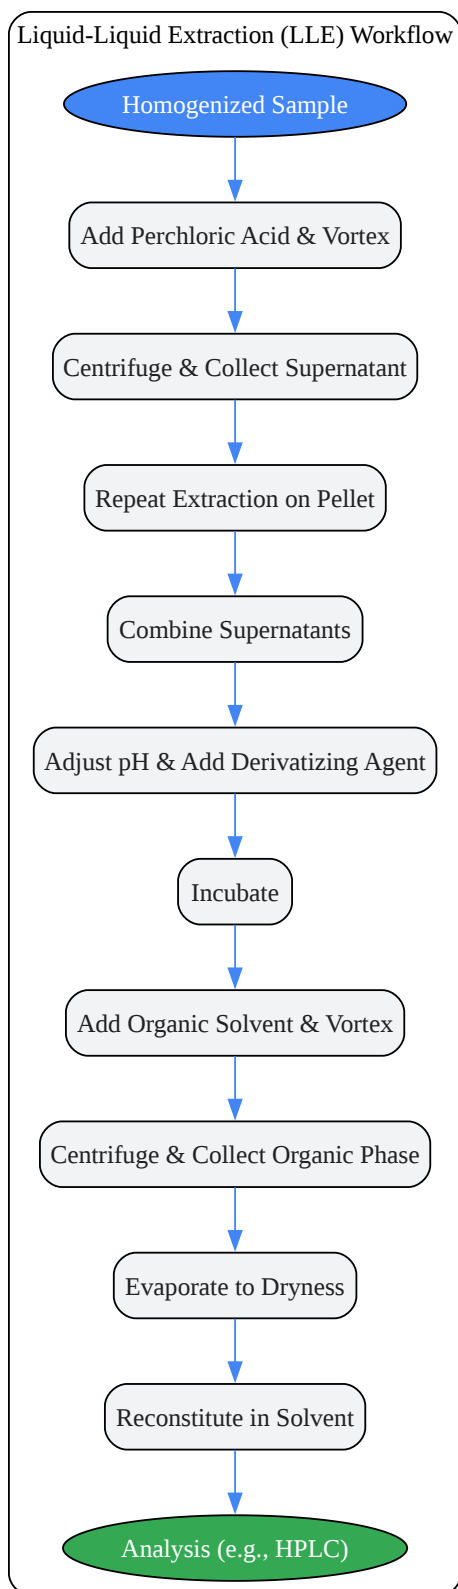 Liquid-Liquid Extraction (LLE) Workflow
Homogenized Sample
Add Perchloric Acid & Vortex
Centrifuge & Collect Supernatant
Repeat Extraction on Pellet
Combine Supernatants
Adjust pH & Add Derivatizing Agent
Incubate
Add Organic Solvent & Vortex
Centrifuge & Collect Organic Phase
Evaporate to Dryness
Reconstitute in Solvent
Analysis (e.g., HPLC)